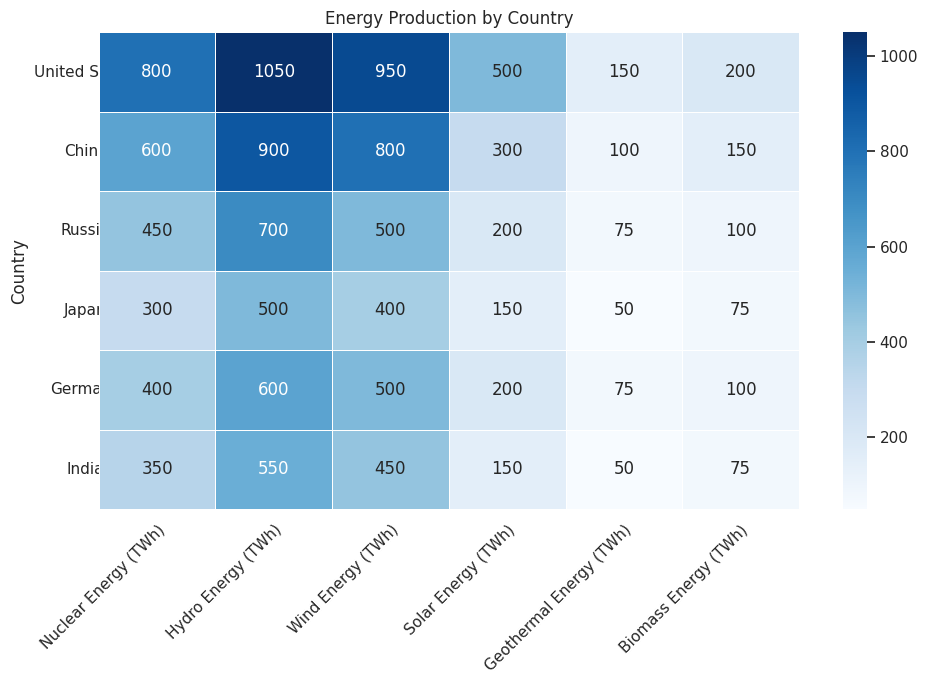 Energy Production by Country
United S 800 1050 950 500 150 200
Chin 600 900 800 300 100 150
Russi 450 700 500 200 75 100
Japan 300 500 400 150 50 75
Germa 400 600 500 200 75 100
India 350 550 450 150 50 75
Country
Nuclear Energy (TWh)
Hydro Energy (TWh)
Wind Energy (TWh)
Solar Energy (TWh)
Geothermal Energy (TWh)
Biomass Energy (TWh)
1000
800
600
400
200